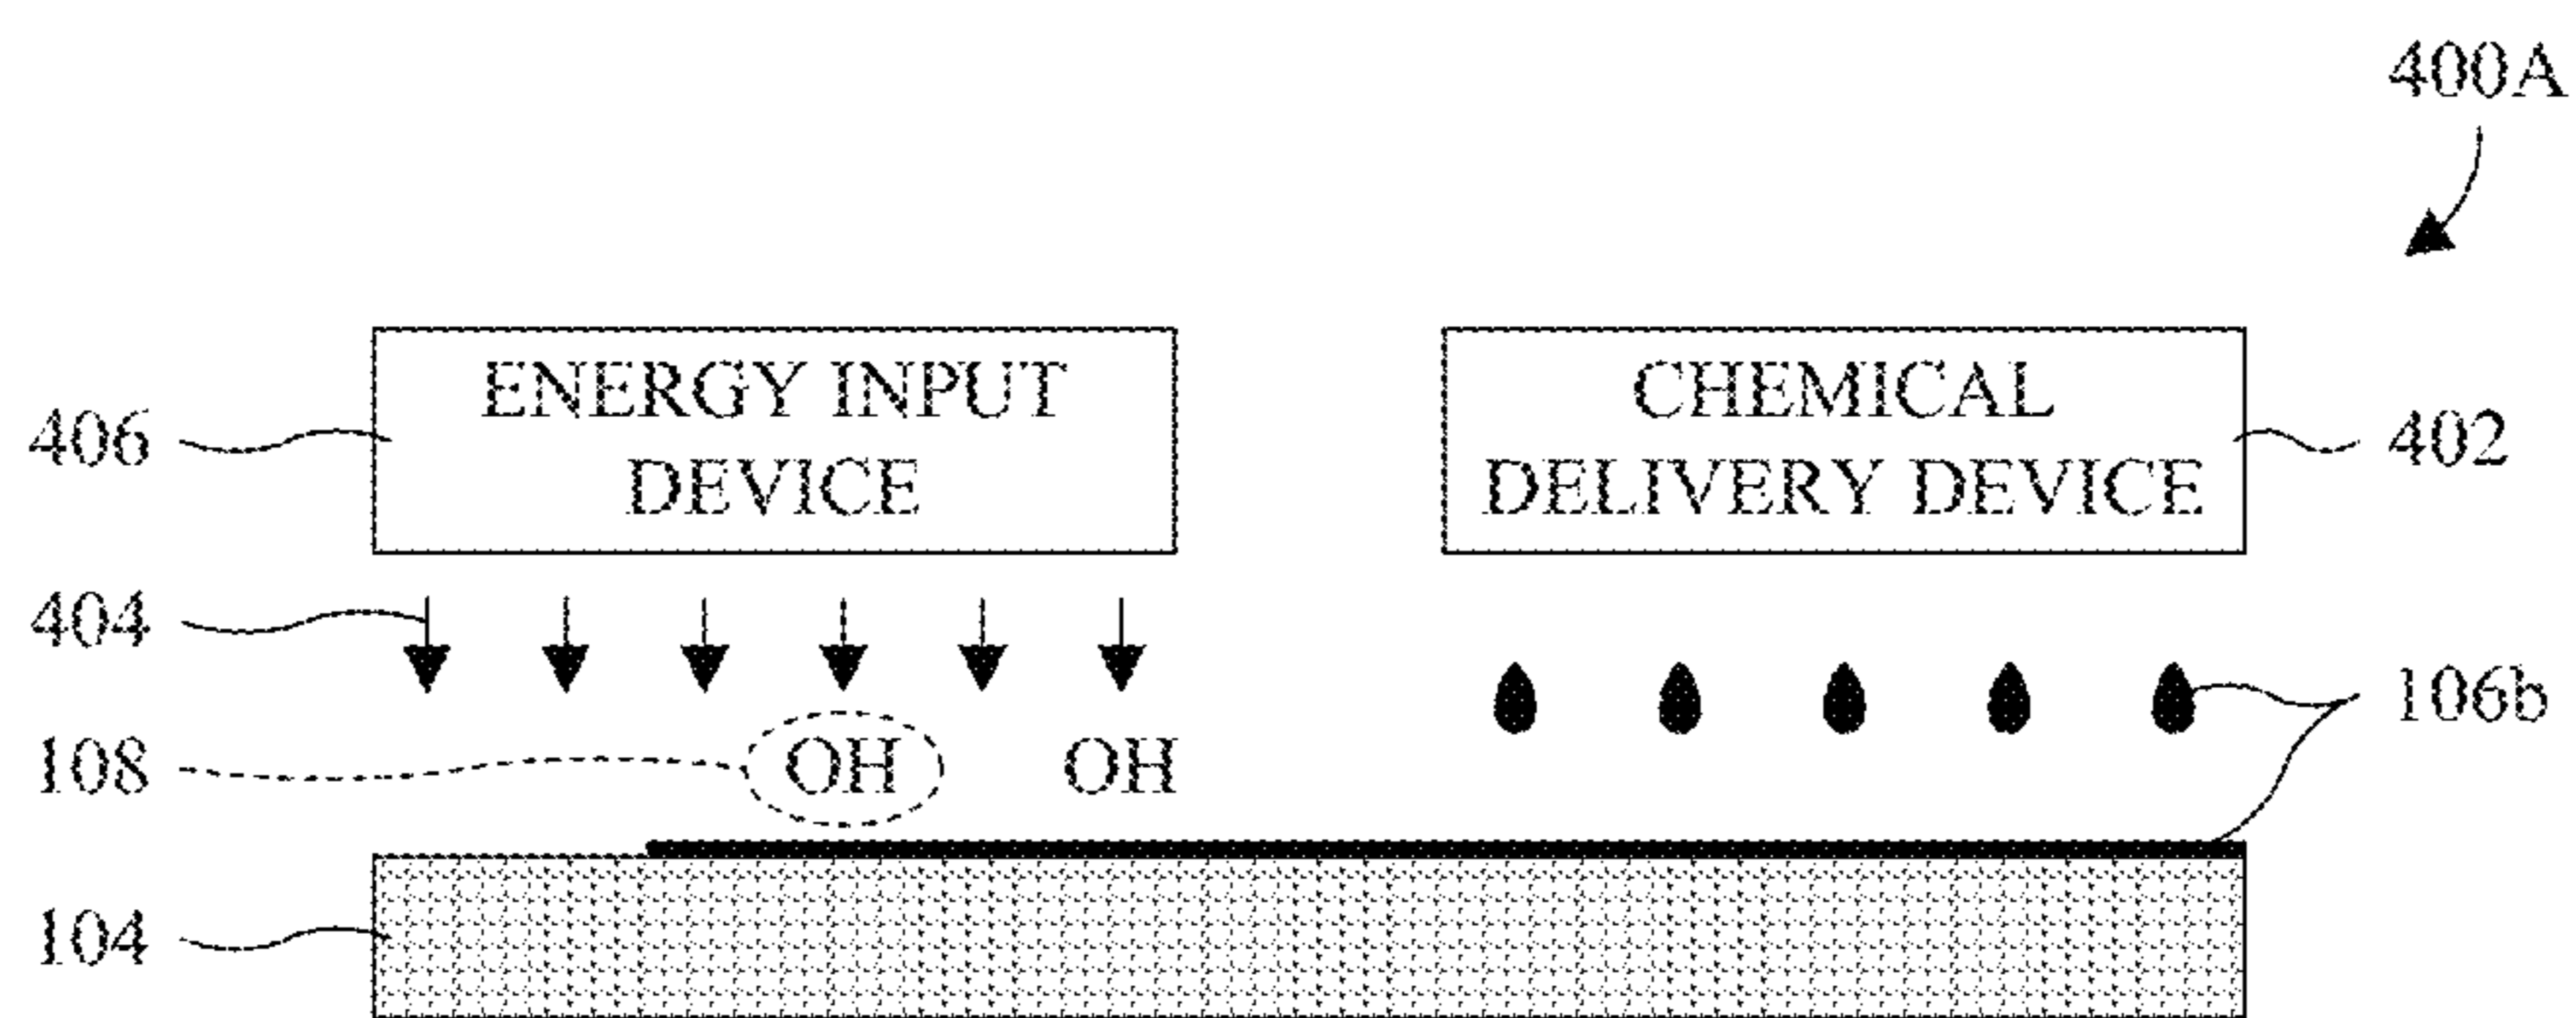 400A
ENERGY INPUT
DEVICE
CHEMICAL
DELIVERY DEVICE
406
402
404
106b
108
OH
OH
104